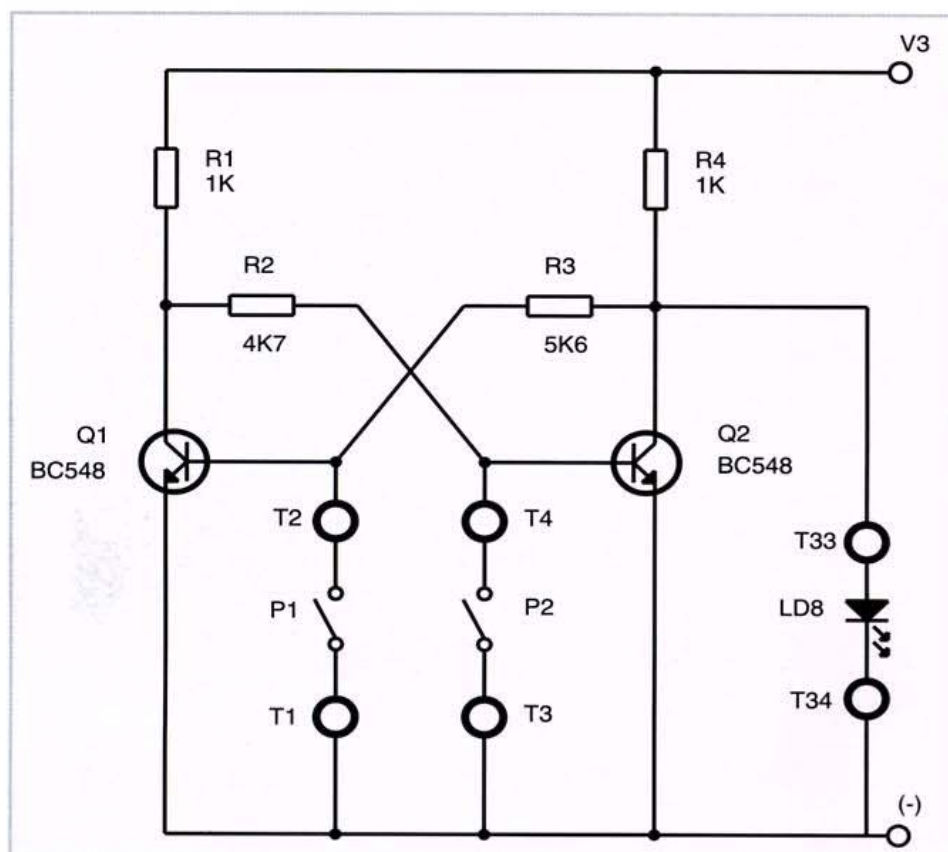 V3
R1
1K
R4
1K
R2
4K7
R3
5K6
Q1
BC548
Q2
BC548
T2
T4
T33
P1
P2
LD8
T1
T3
T34
(-)